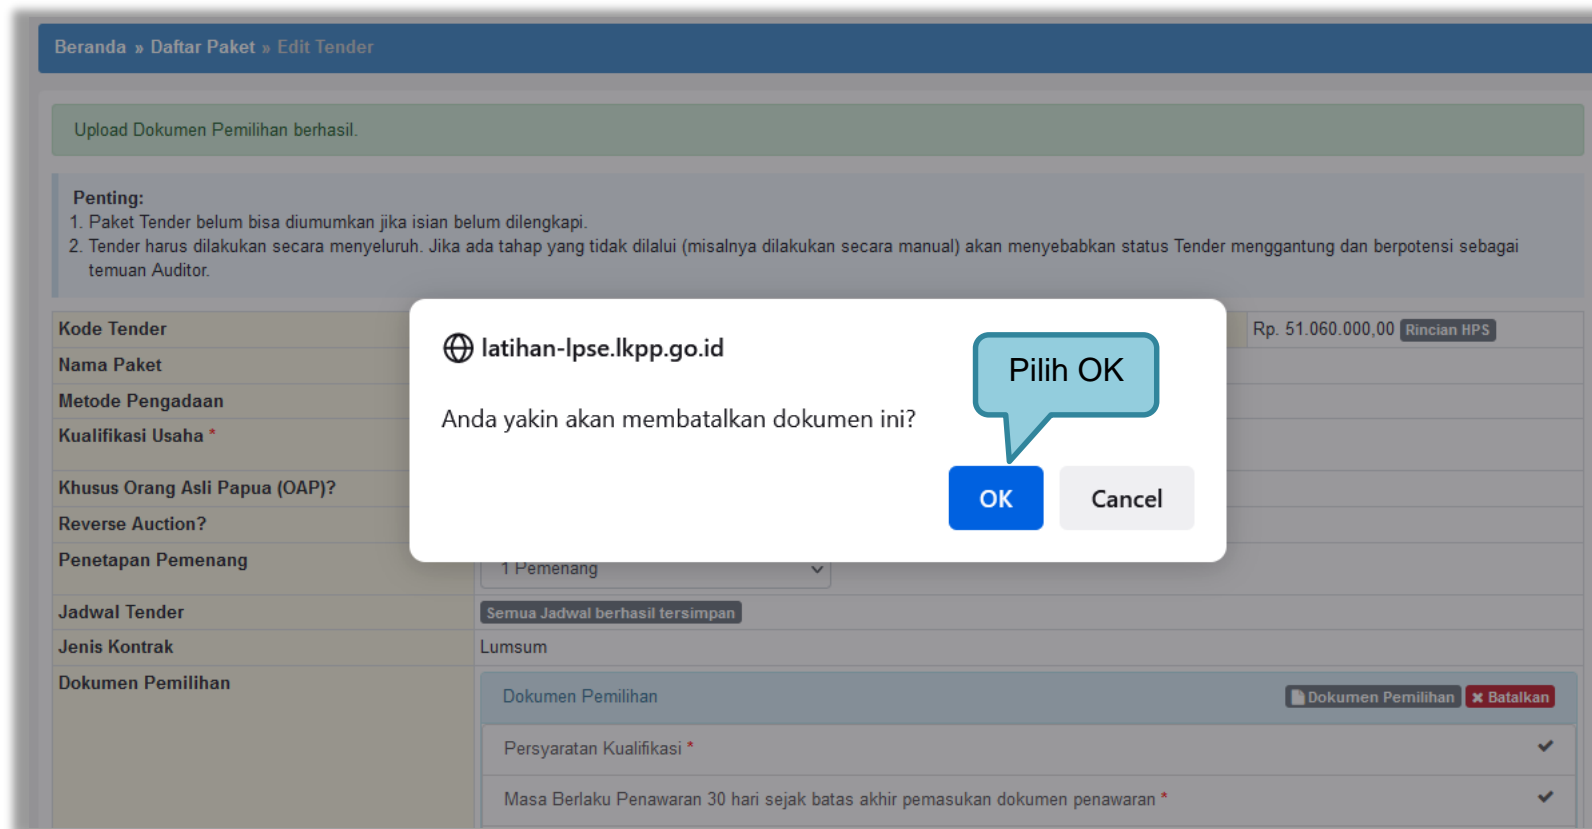 Beranda » Daftar Paket » Edit Tender
Upload Dokumen Pemilihan berhasil.
Penting:
1. Paket Tender belum bisa diumumkan jika isian belum dilengkapi.
2. Tender harus dilakukan secara menyeluruh. Jika ada tahap yang tidak dilalui (misalnya dilakukan secara manual) akan menyebabkan status Tender menggantung dan berpotensi sebagai
temuan Auditor.
Kode Tender
Rp. 51.060.000,00 Rincian HPS
Nama Paket
Metode Pengadaan
Kualifikasi Usaha *
Khusus Orang Asli Papua (OAP)?
Reverse Auction?
latihan-lpse.lkpp.go.id
Pilih OK
Anda yakin akan membatalkan dokumen ini?
OK
Cancel
Penetapan Pemenang
1 Pemenang
Jadwal Tender
Semua Jadwal berhasil tersimpan
Jenis Kontrak
Lumsum
Dokumen Pemilihan
Dokumen Pemilihan
Dokumen Pemilihan
Batalkan
Persyaratan Kualifikasi *
Masa Berlaku Penawaran 30 hari sejak batas akhir pemasukan dokumen penawaran *